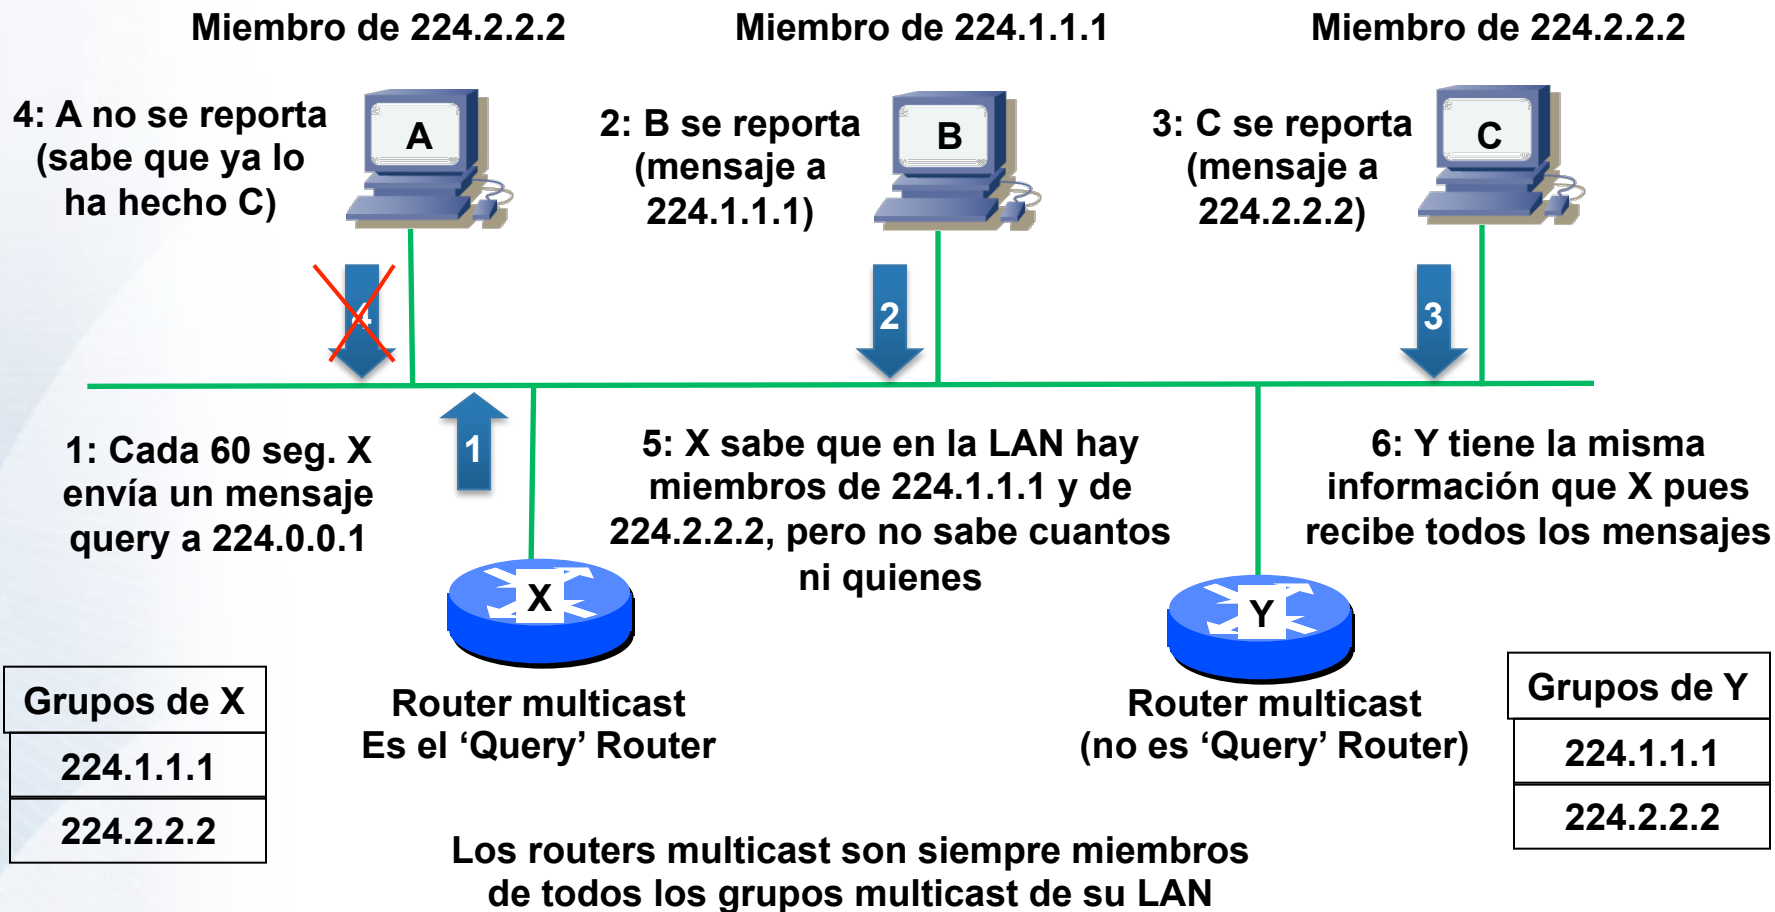 Miembro de 224.2.2.2
Miembro de 224.1.1.1
Miembro de 224.2.2.2
4: A no se reporta
(sabe que ya lo
ha hecho C)
A
2: B se reporta
(mensaje a
224.1.1.1)
B
3: C se reporta
(mensaje a
224.2.2.2)
C
4
2
3
1: Cada 60 seg. X
envía un mensaje
query a 224.0.0.1
1
5: X sabe que en la LAN hay
miembros de 224.1.1.1 y de
224.2.2.2, pero no sabe cuantos
ni quienes
6: Y tiene la misma
información que X pues
recibe todos los mensajes
X
Y
Grupos de X
224.1.1.1
224.2.2.2
Router multicast
Es el ‘Query’ Router
Router multicast
(no es ‘Query’ Router)
Grupos de Y
224.1.1.1
224.2.2.2
Los routers multicast son siempre miembros
de todos los grupos multicast de su LAN